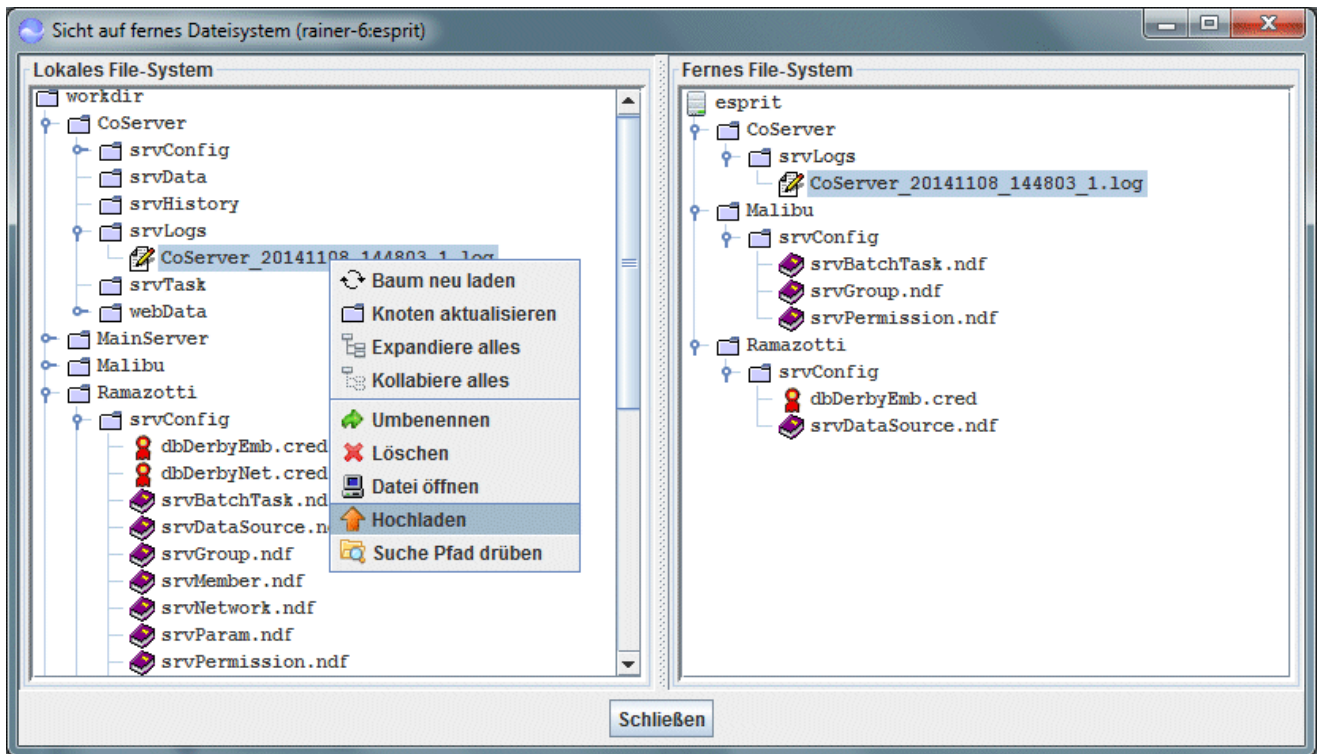 Sicht auf fernes Dateisystem (rainer-6:esprit)
Lokales File-System
workdir
CoServer
srvConfig
srvData
srvHistory
srvLogs
CoServer_20141108_144803_1.log
srvTask
webData
MainServer
Malibu
Ramazotti
srvConfig
dbDerbyEmb.cred
dbDerbyNet.cred
srvBatchTask.nd
srvDataSource.n
srvGroup.ndf
srvMember.ndf
srvNetwork.ndf
srvParam.ndf
srvPermission.ndf
Baum neu laden
Knoten aktualisieren
Expandiere alles
Kollabiere alles
Umbenennen
Löschen
Datei öffnen
Hochladen
Suche Pfad drüben
Fernes File-System
esprit
CoServer
srvLogs
CoServer_20141108_144803_1.log
Malibu
srvConfig
srvBatchTask.ndf
srvGroup.ndf
srvPermission.ndf
Ramazotti
srvConfig
dbDerbyEmb.cred
srvDataSource.ndf
Schließen